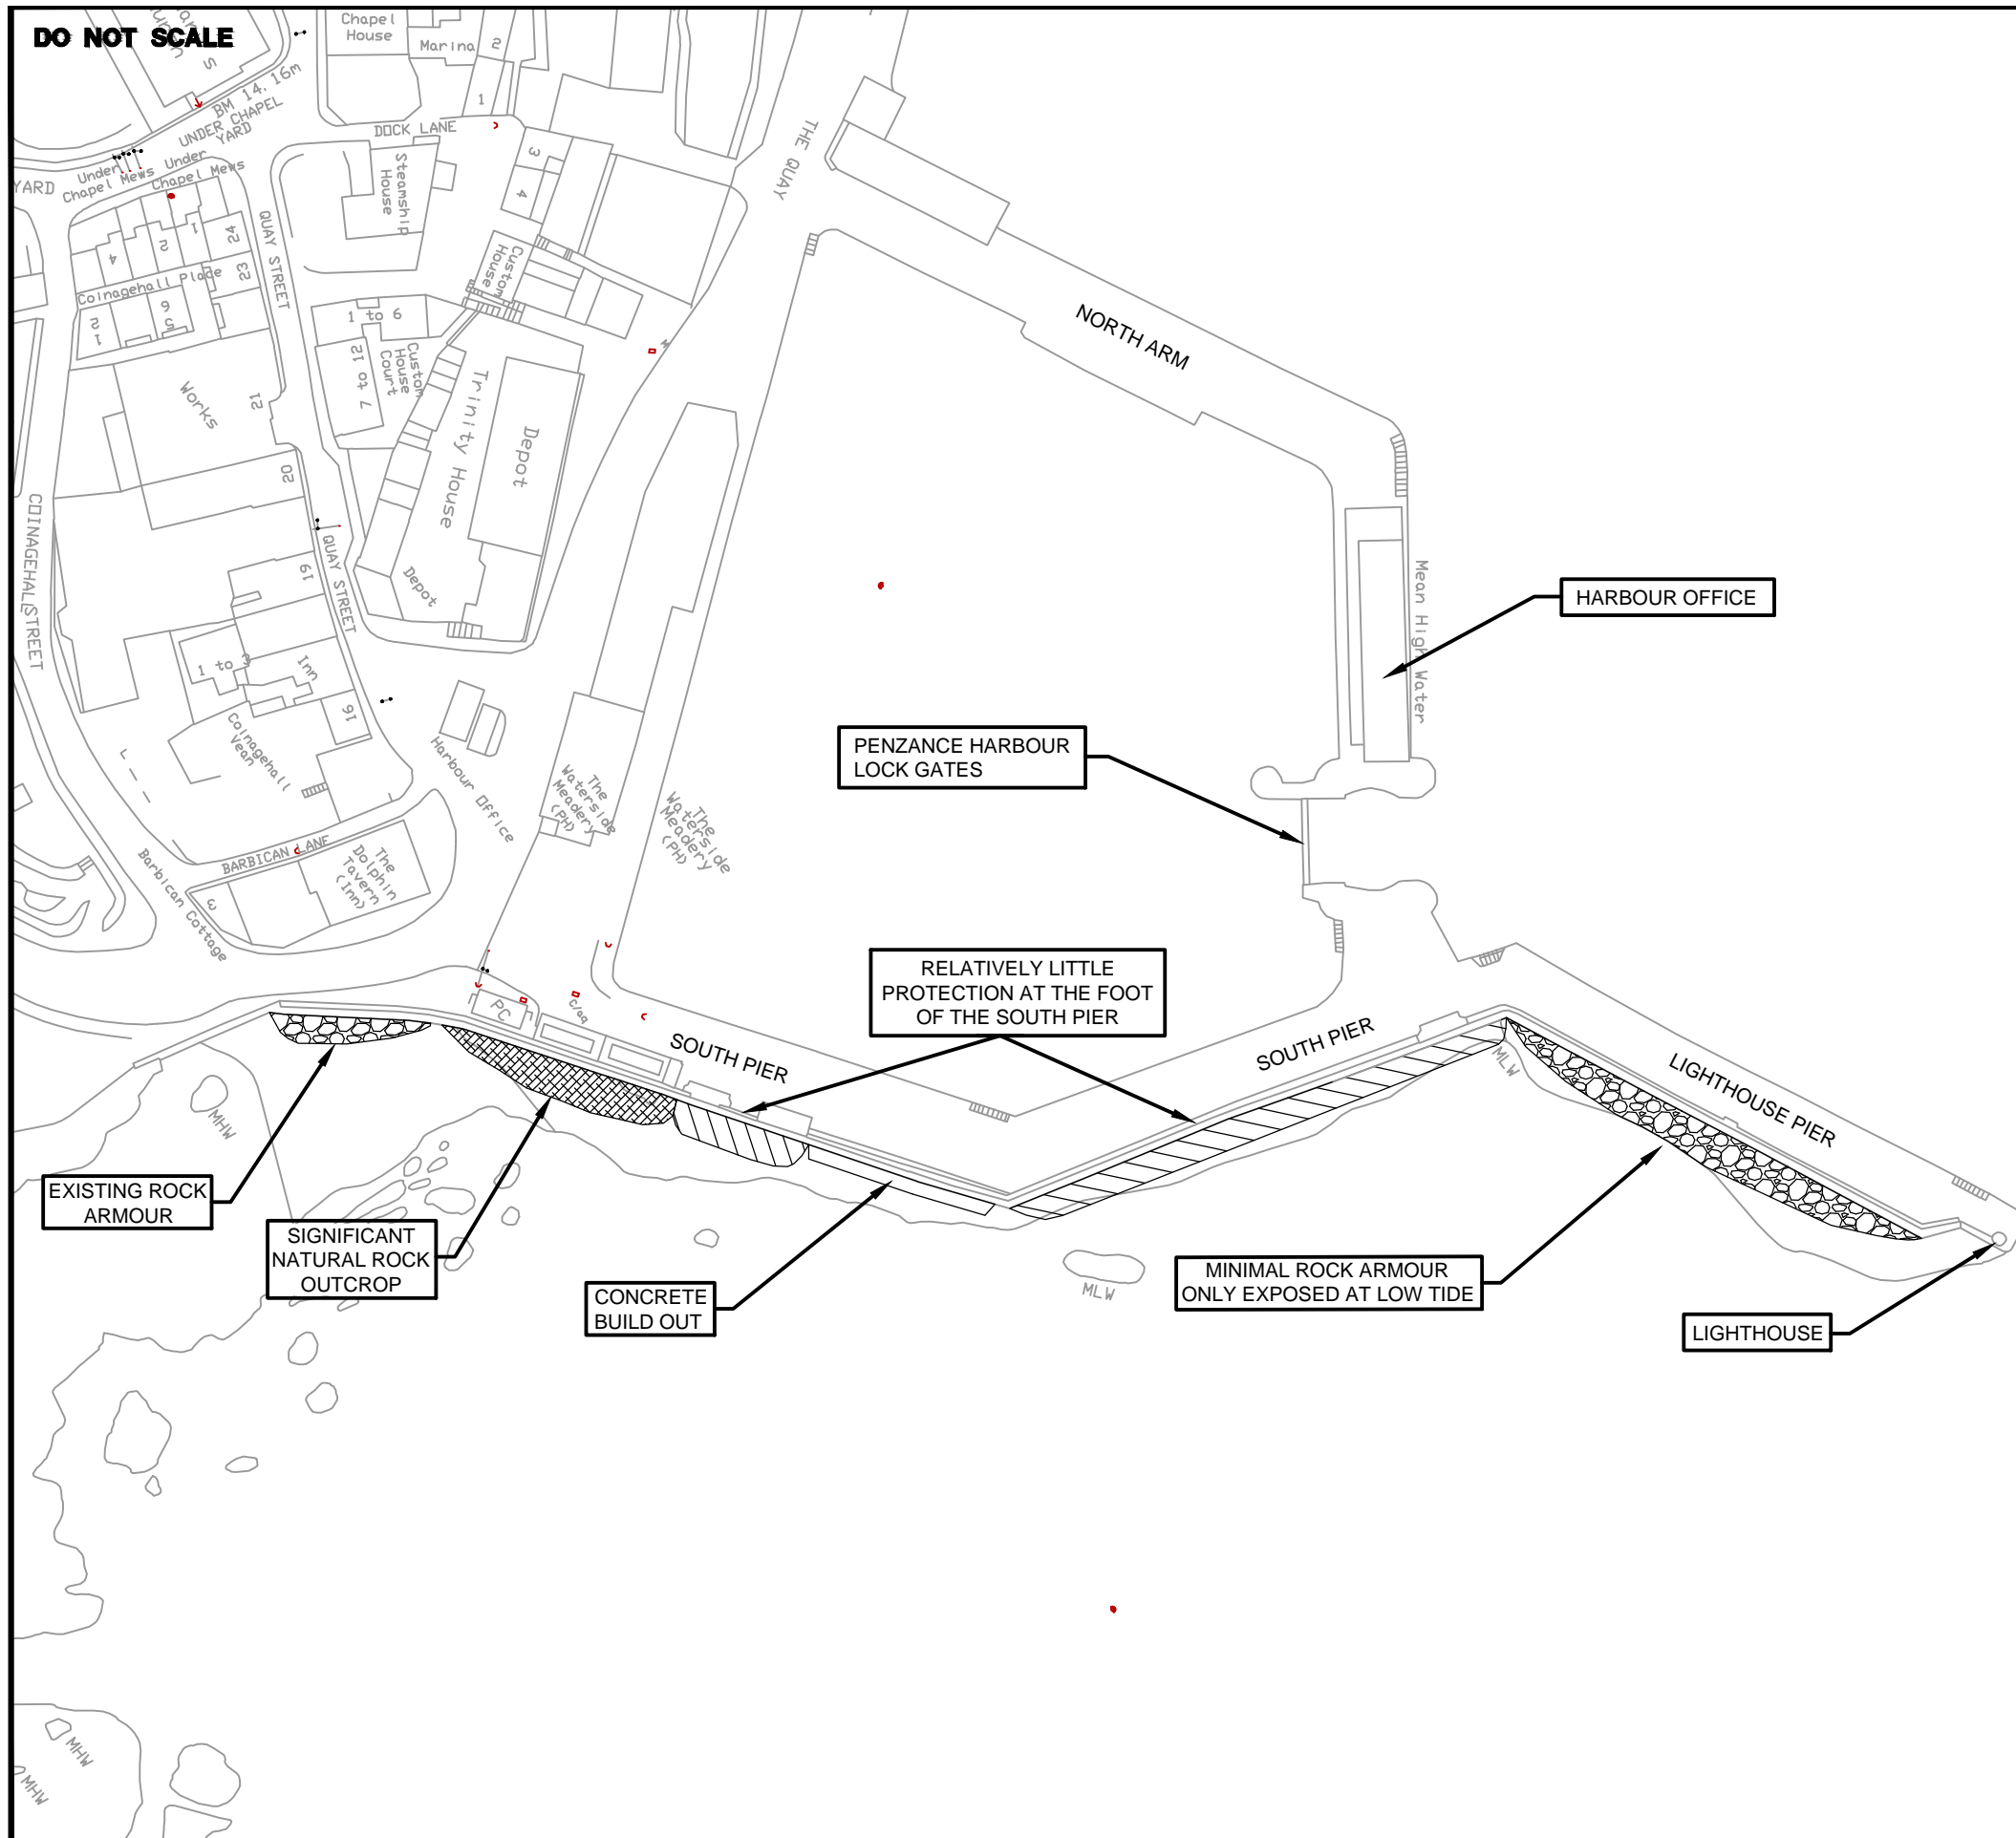 DO NOT SCALE
Chapel
House
Marina
2
1
BM 14.16m
UNDER CHAPEL
YARD
Under
Chapel Mews
Under
Chapel Mews
YARD
DOCK LANE
Steamship
House
3
4
THE QUAY
QUAY STREET
4
2
1
24
23
Coinagehall Place
6
5
12
Custom
House
1 to 6
12 to 7
Custom
House
Court
Works
21
20
Trinity House
Depot
Depot
NORTH ARM
COINAGEHALL STREET
QUAY STREET
19
1 to 3
Inn
16
Coinagehall
Vean
Harbour Office
The
Waterside
Meadery
(PH)
The
Waterside
Meadery
(PH)
Mean High Water
HARBOUR OFFICE
PENZANCE HARBOUR
LOCK GATES
BARBICAN LANE
The
Dolphin
Tavern
(Inn)
3
Barbican Cottage
PC
RELATIVELY LITTLE
PROTECTION AT THE FOOT
OF THE SOUTH PIER
SOUTH PIER
SOUTH PIER
LIGHTHOUSE PIER
MLW
MHW
EXISTING ROCK
ARMOUR
SIGNIFICANT
NATURAL ROCK
OUTCROP
CONCRETE
BUILD OUT
MLW
MINIMAL ROCK ARMOUR
ONLY EXPOSED AT LOW TIDE
LIGHTHOUSE
MHW
MHW